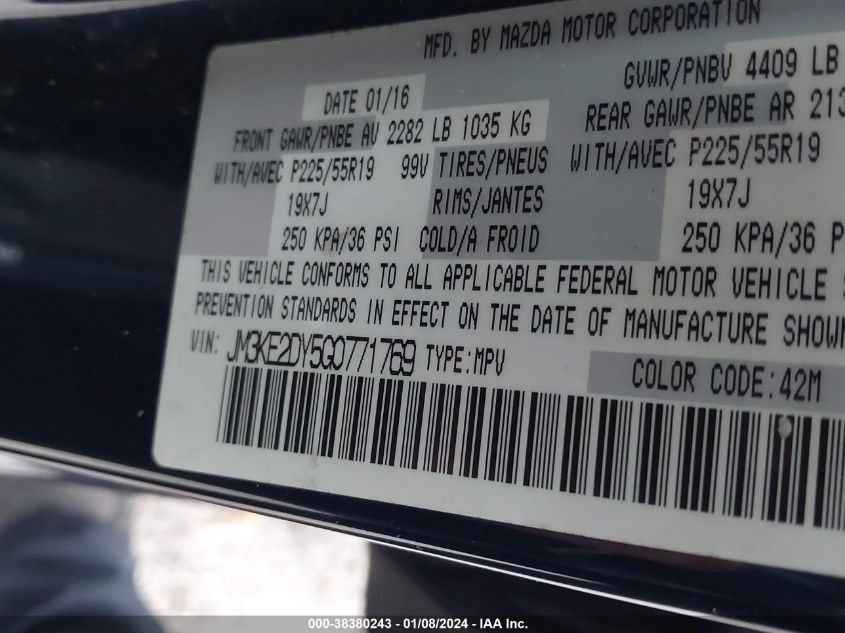 MFD. BY MAZDA MOTOR CORPORATION
DATE 01/16 GVWR/PNBV 4409 LB
FRONT GAWR/PNBE AV 2282 LB 1035 KG REAR GAWR/PNBE AR 213
WITH/AVEC P225/55R19 99V TIRES/PNEUS WITH/AVEC P225/55R19
19X7J RIMS/JANTES 19X7J
250 KPA/36 PSI COLD/A FROID 250 KPA/36 P
THIS VEHICLE CONFORMS TO ALL APPLICABLE FEDERAL MOTOR VEHICLE
PREVENTION STANDARDS IN EFFECT ON THE DATE OF MANUFACTURE SHOWN
VIN: JM3KE2DY5G0771769 TYPE:MPV
COLOR CODE:42M
000-38380243 - 01/08/2024 - IAA Inc.